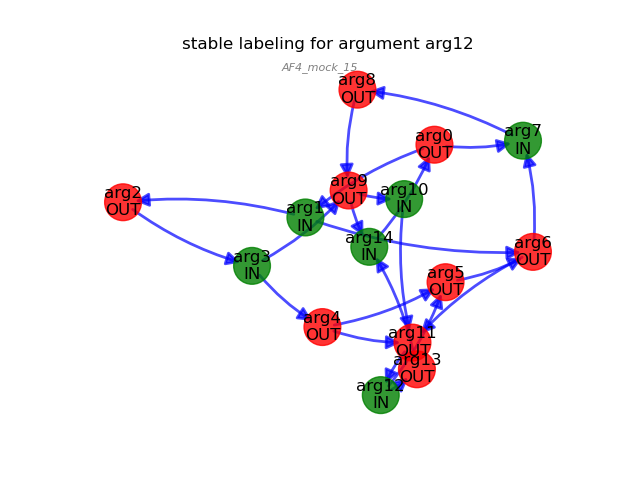 stable labeling for argument arg12
AF4_mock_15
arg8
OUT
arg7
IN
arg0
OUT
arg9
OUT
arg10
IN
arg2
OUT
arg1
IN
arg14
IN
arg6
OUT
arg3
IN
arg5
OUT
arg4
OUT
arg11
OUT
arg13
OUT
arg12
IN